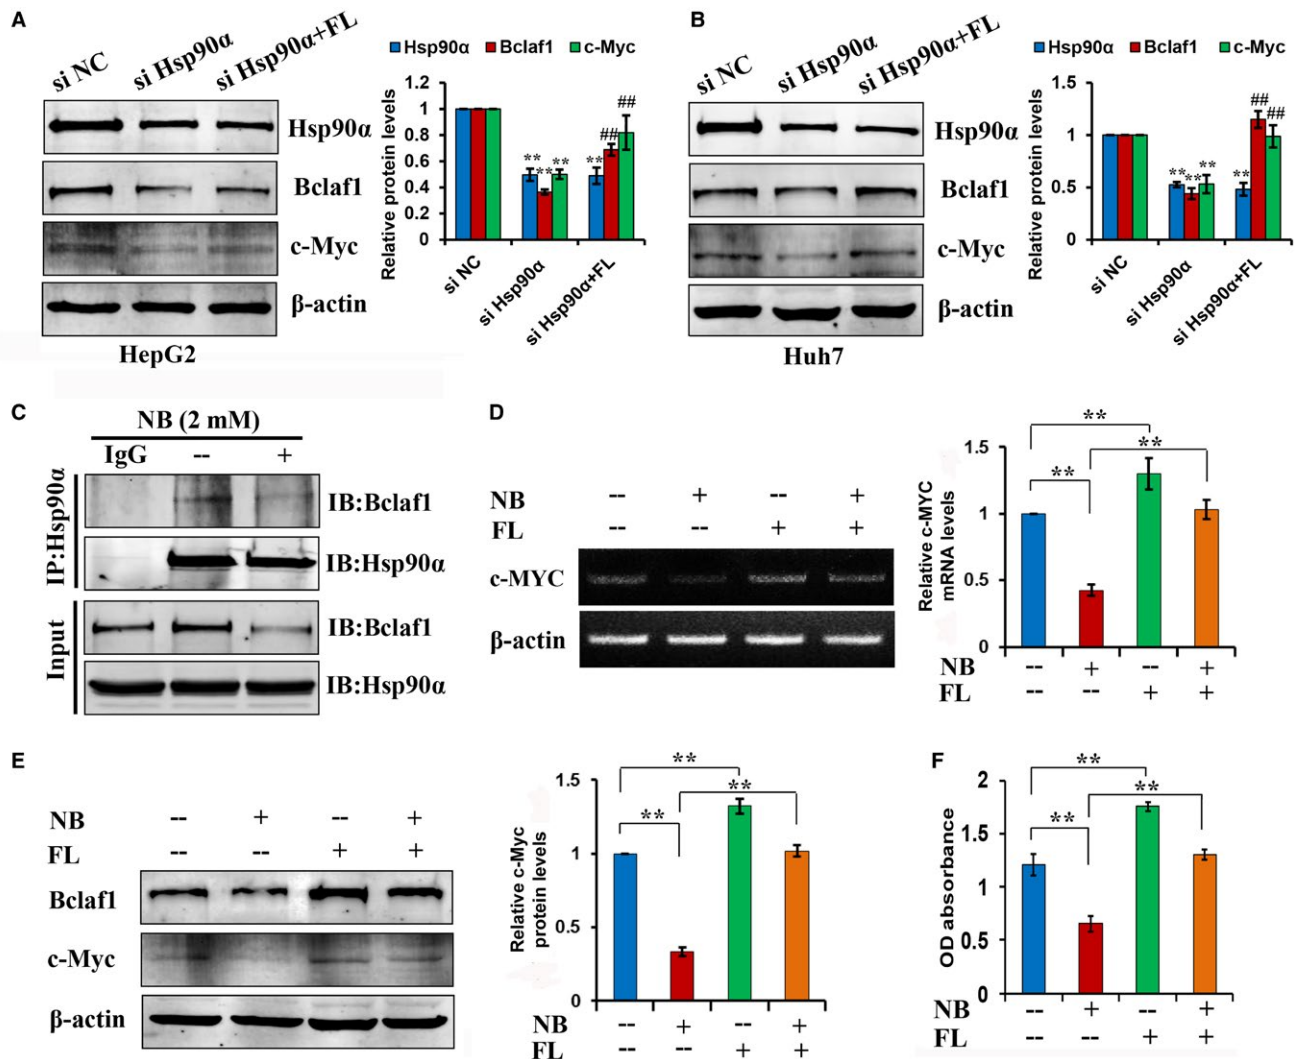 A
si NC
si Hsp90α
si Hsp90α+FL
Hsp90α
Bclaf1
c-Myc
β-actin
HepG2
Hsp90α Bclaf1 c-Myc
Relative protein levels
1.2
1
0.8
0.6
0.4
0.2
0
** ** ** ** ## ##
si NC
si Hsp90α
si Hsp90α+FL
B
si NC
si Hsp90α
si Hsp90α+FL
Hsp90α
Bclaf1
c-Myc
β-actin
Huh7
Hsp90α Bclaf1 c-Myc
Relative protein levels
1.5
1
0.5
0
** ** ** ** ## ##
si NC
si Hsp90α
si Hsp90α+FL
C
NB (2 mM)
IgG -- +
IP:Hsp90α
IB:Bclaf1
IB:Hsp90α
Input
IB:Bclaf1
IB:Hsp90α
D
NB -- + -- +
FL -- -- + +
c-MYC
β-actin
Relative c-MYC
mRNA levels
1.5
1
0.5
0
** ** **
NB -- + -- +
FL -- -- + +
E
NB -- + -- +
FL -- -- + +
Bclaf1
c-Myc
β-actin
Relative c-Myc
protein levels
1.5
1
0.5
0
** ** **
NB -- + -- +
FL -- -- + +
F
OD absorbance
2
1.5
1
0.5
0
** ** **
NB -- + -- +
FL -- -- + +